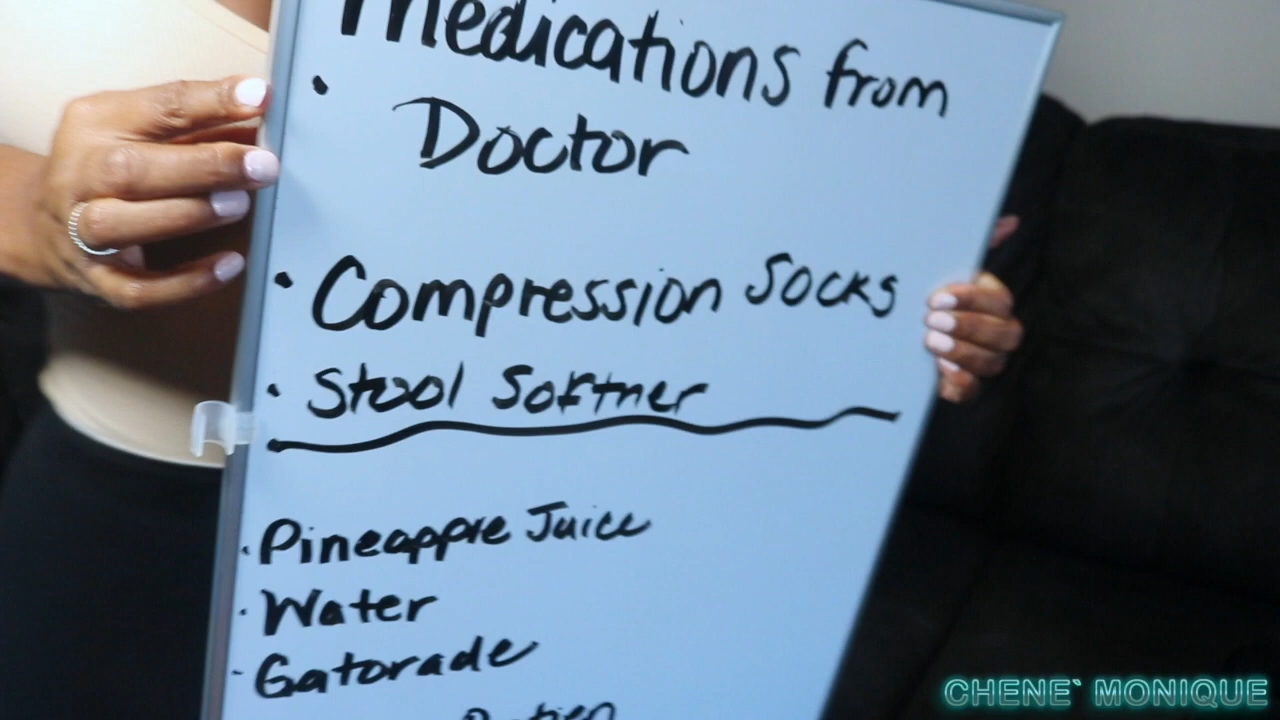 Medications from
• Doctor
• Compression Socks
• Stool Softner
• Pineapple Juice
• Water
• Gatorade
CHENE` MONIQUE